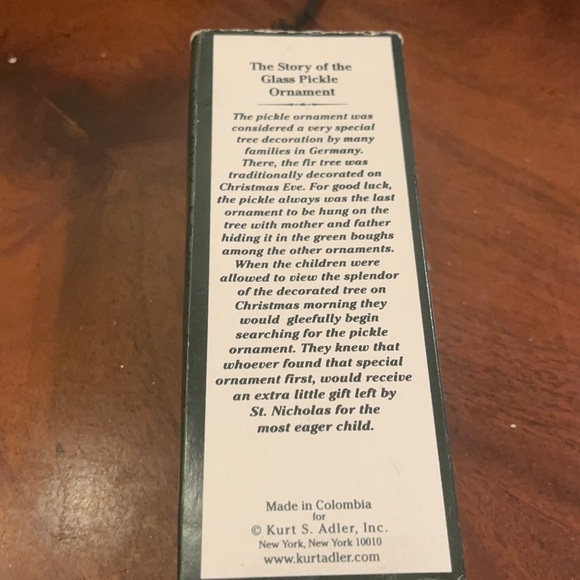 The Story of the
Glass Pickle
Ornament
The pickle ornament was
considered a very special
tree decoration by many
families in Germany.
There, the fir tree was
traditionally decorated on
Christmas Eve. For good luck,
the pickle always was the last
ornament to be hung on the
tree with mother and father
hiding it in the green boughs
among the other ornaments.
When the children were
allowed to view the splendor
of the decorated tree on
Christmas morning they
would gleefully begin
searching for the pickle
ornament. They knew that
whoever found that special
ornament first, would receive
an extra little gift left by
St. Nicholas for the
most eager child.
Made in Colombia
for
© Kurt S. Adler, Inc.
New York, New York 10010
www.kurtadler.com